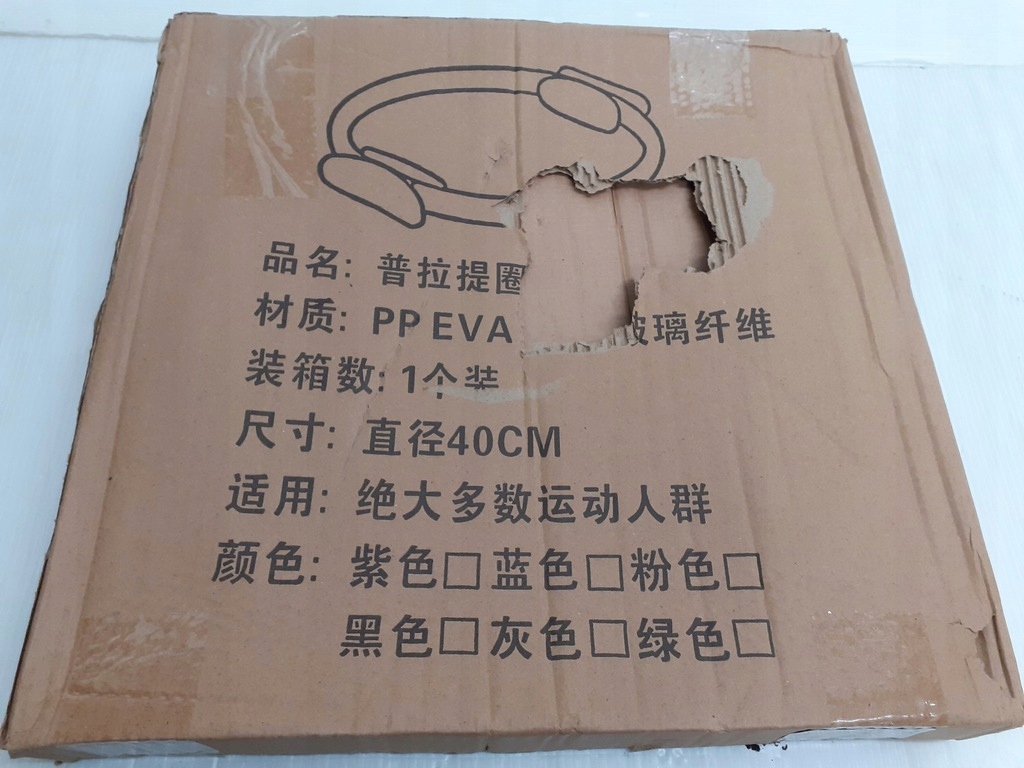 品名: 普拉提圈
材质: PP EVA 玻璃纤维
装箱数: 1个装
尺寸: 直径40CM
适用: 绝大多数运动人群
颜色: 紫色□ 蓝色□ 粉色□
黑色□ 灰色□ 绿色□